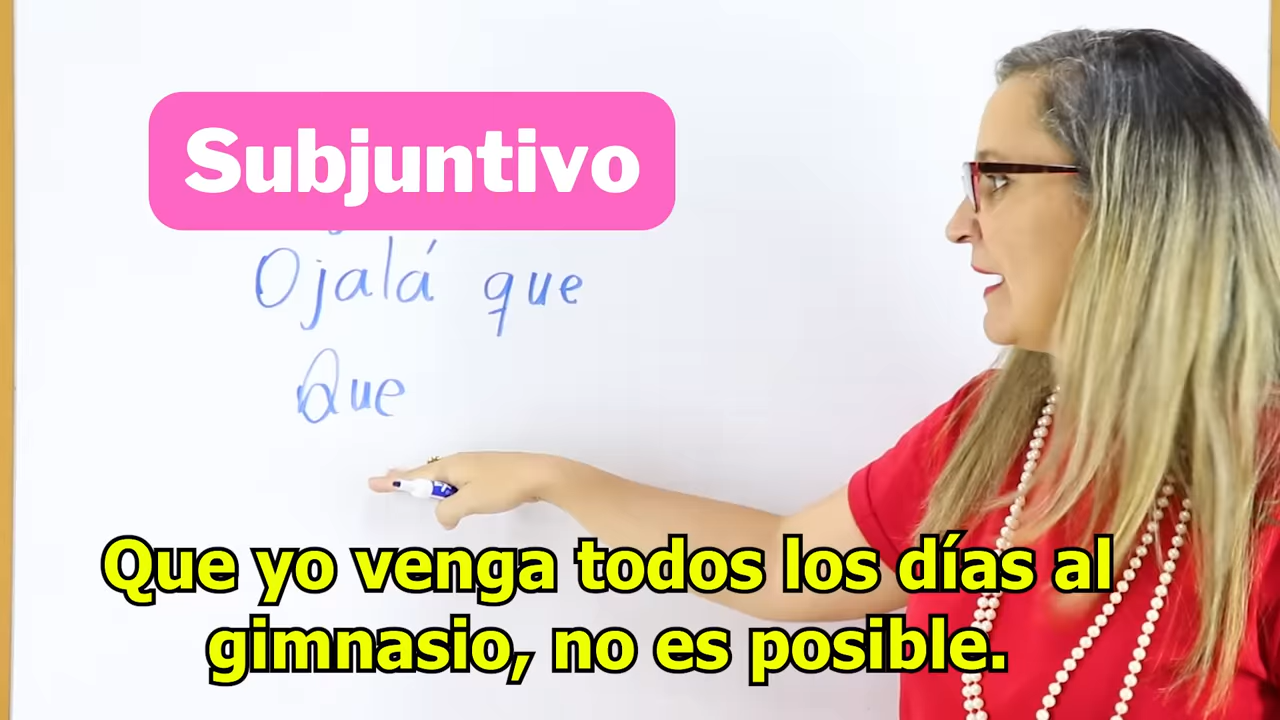 Subjuntivo
Ojalá que
Que
Que yo venga todos los días al
gimnasio, no es posible.